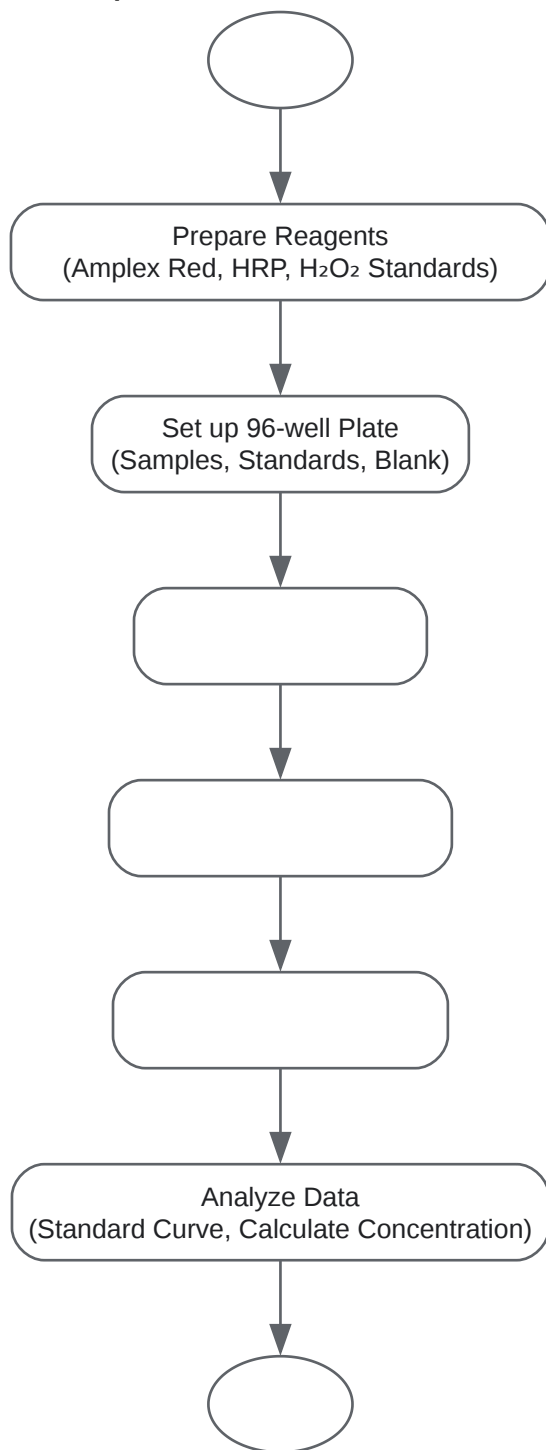 Prepare Reagents
(Amplex Red, HRP, H₂O₂ Standards)
Set up 96-well Plate
(Samples, Standards, Blank)
Analyze Data
(Standard Curve, Calculate Concentration)